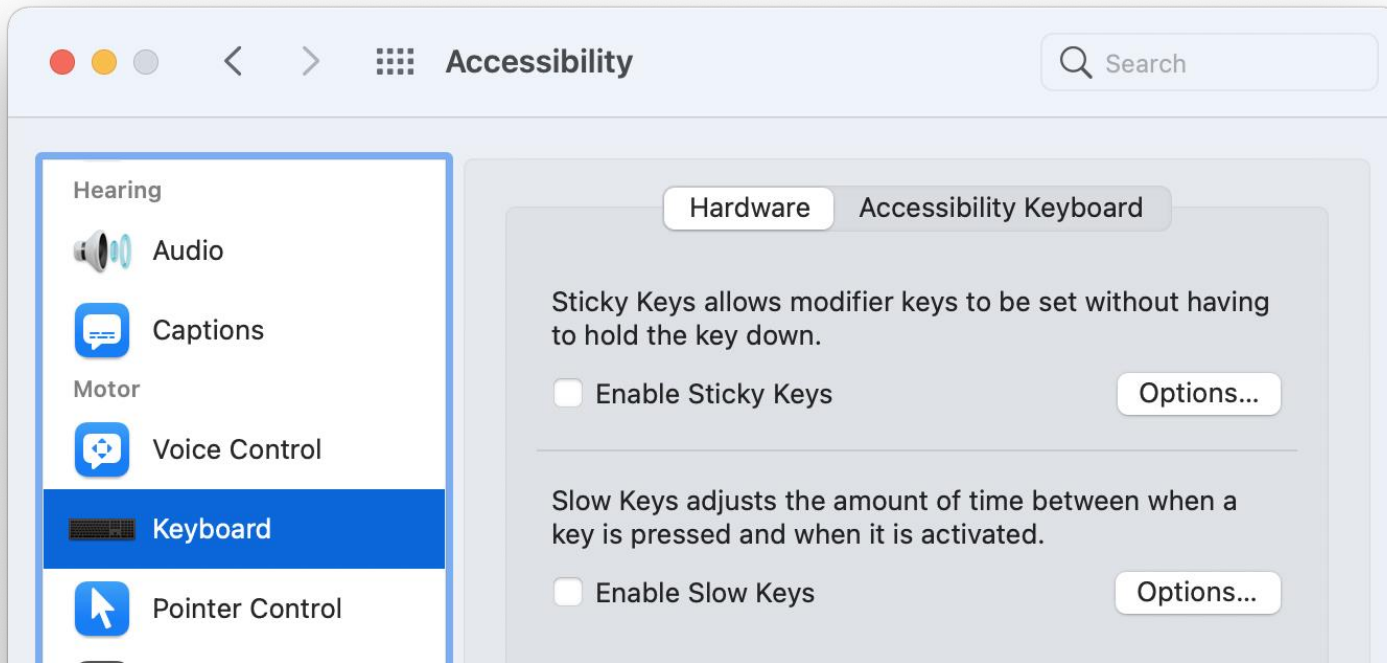 Accessibility
Search
Hearing
Audio
Captions
Motor
Voice Control
Keyboard
Pointer Control
Hardware
Accessibility Keyboard
Sticky Keys allows modifier keys to be set without having
to hold the key down.
Enable Sticky Keys
Options...
Slow Keys adjusts the amount of time between when a
key is pressed and when it is activated.
Enable Slow Keys
Options...